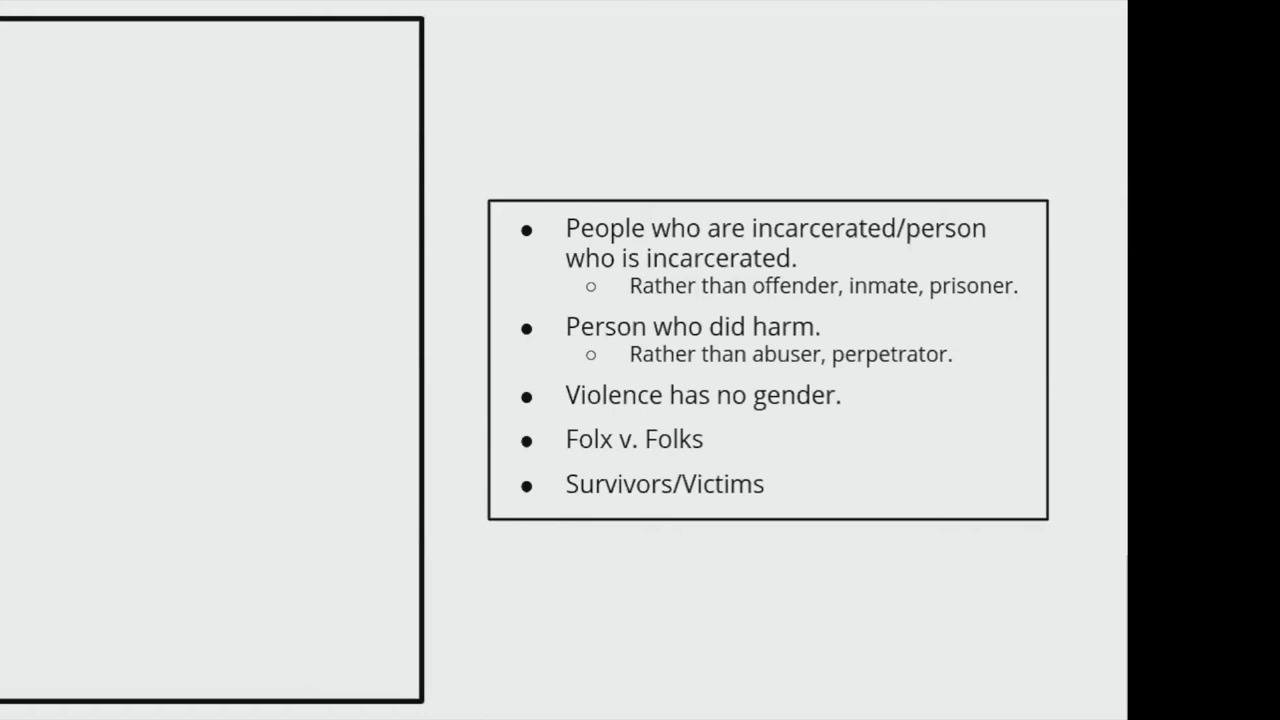 ● People who are incarcerated/person
who is incarcerated.
○ Rather than offender, inmate, prisoner.
● Person who did harm.
○ Rather than abuser, perpetrator.
● Violence has no gender.
● Folx v. Folks
● Survivors/Victims